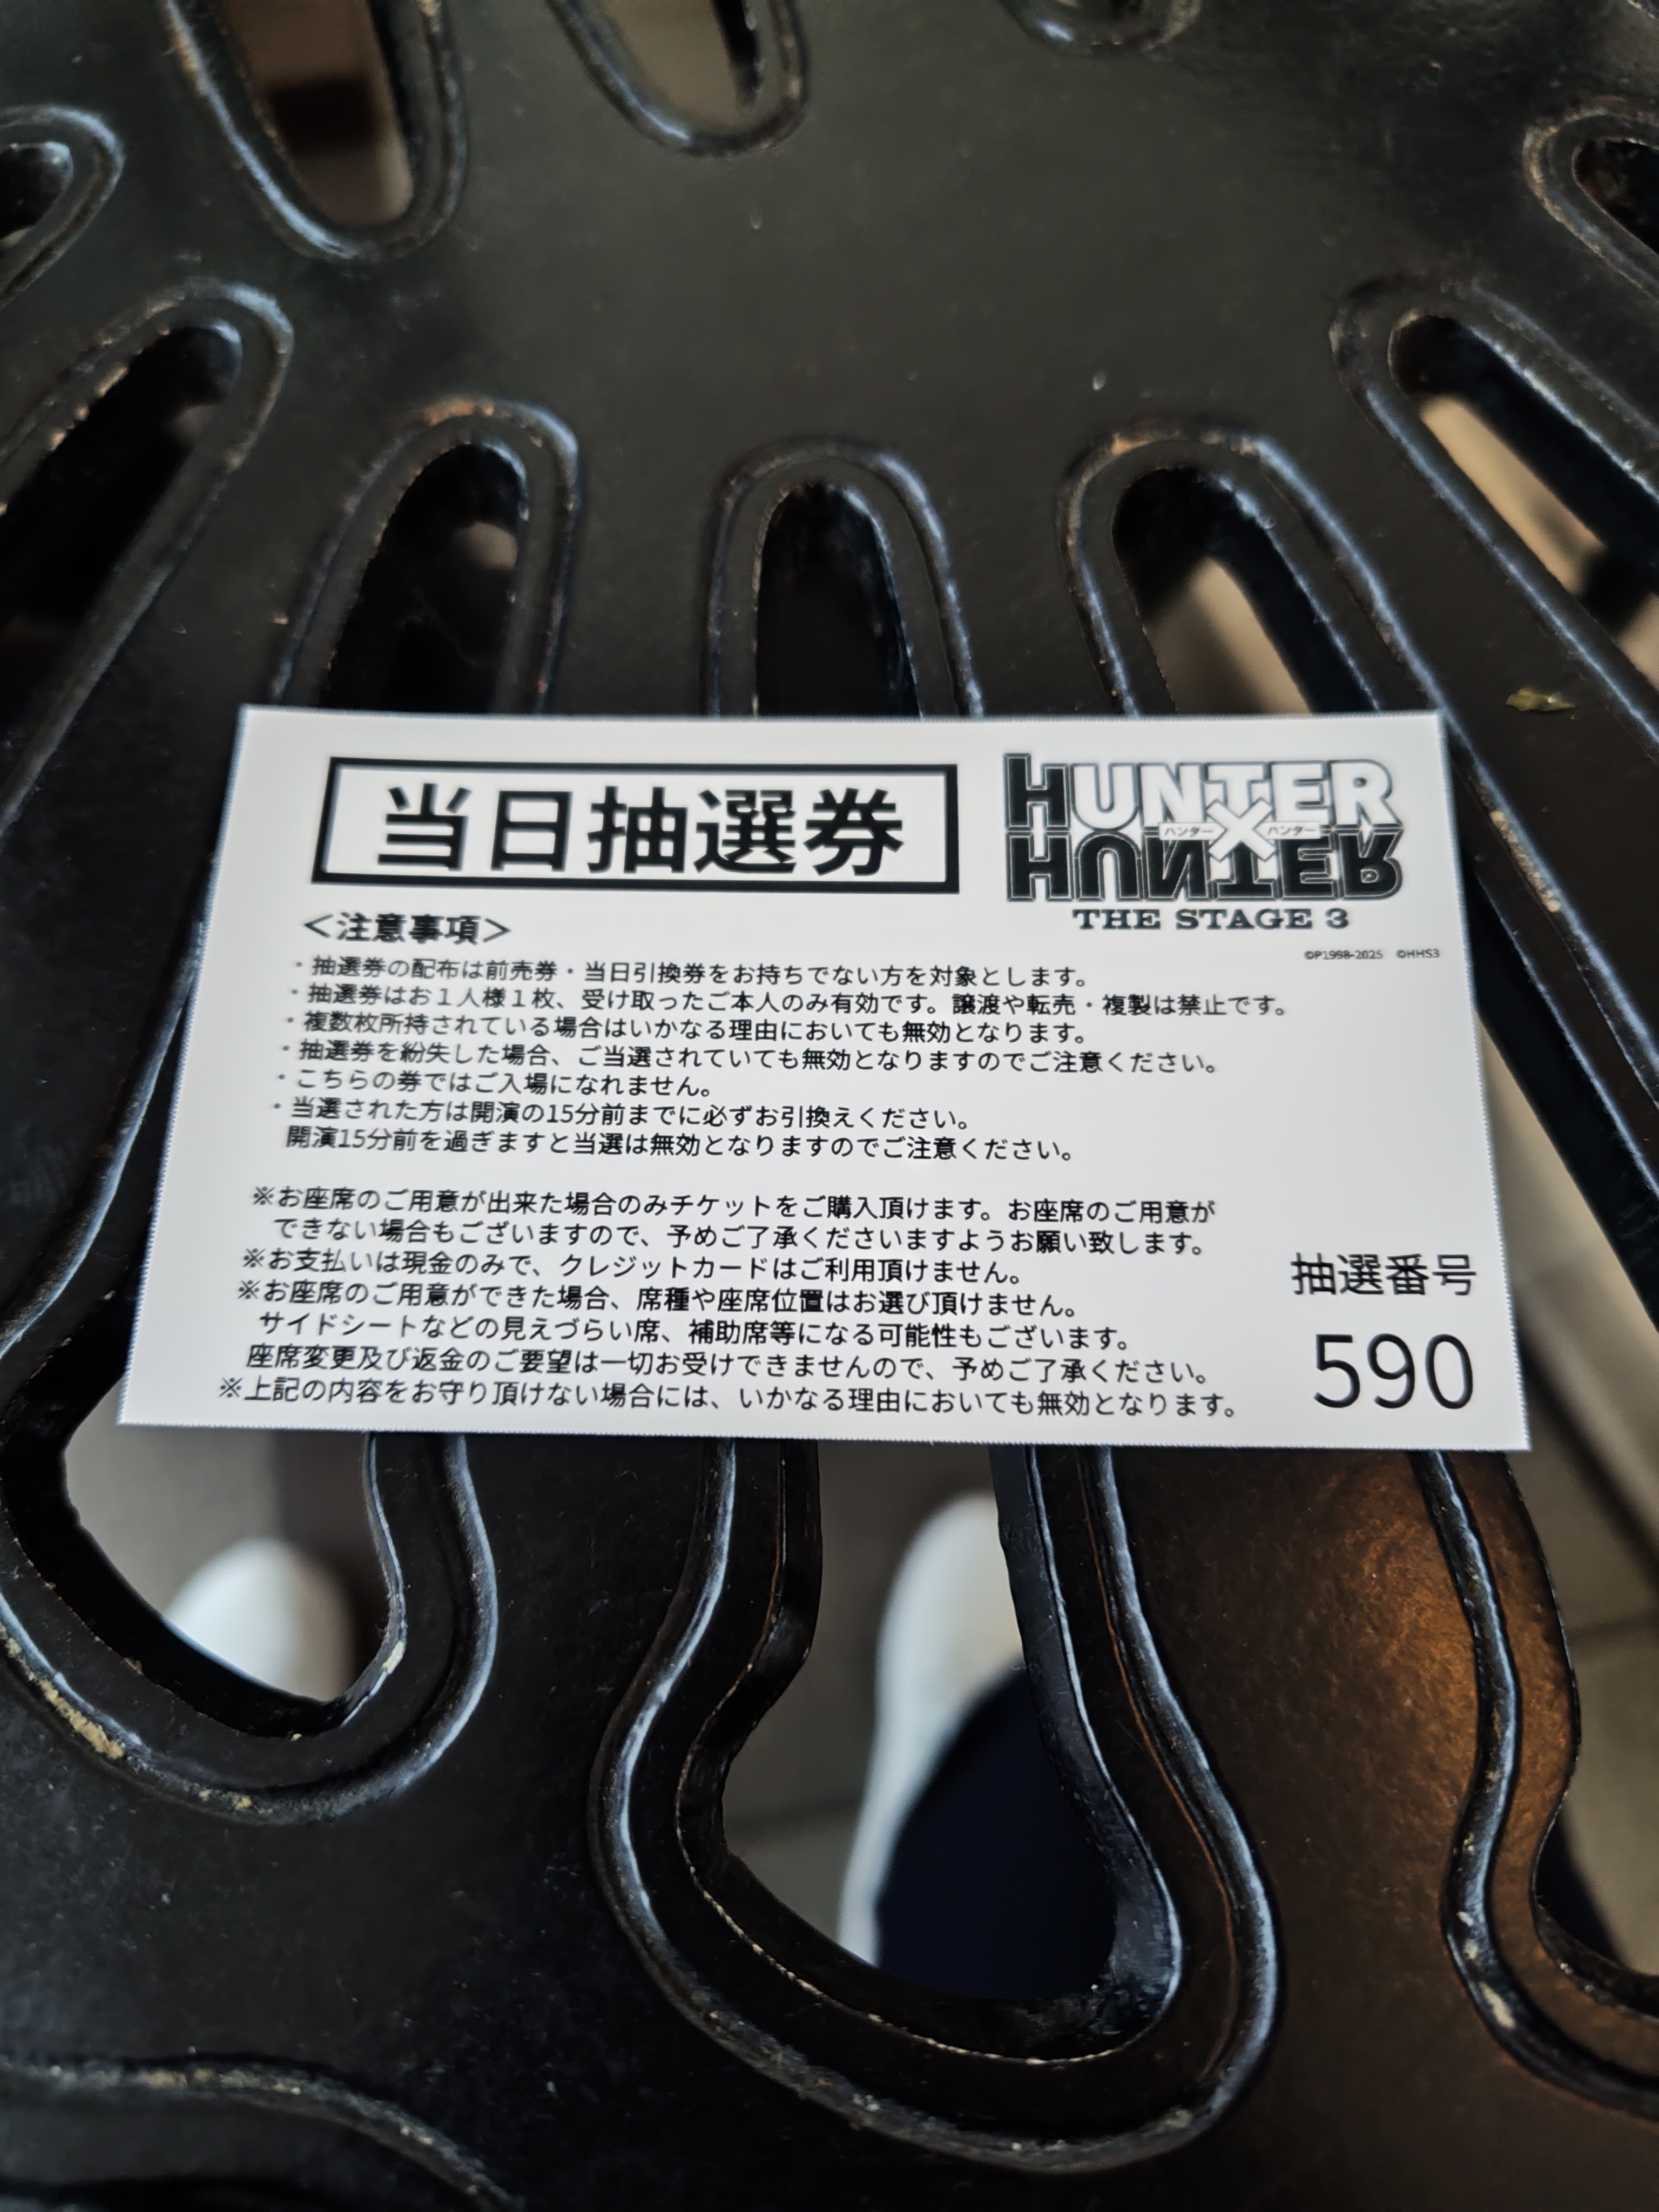 当日抽選券
HUNTER
ハンター×ハンター
HUNTER
THE STAGE 3
©P1998-2025 ©HHS3
＜注意事項＞
・抽選券の配布は前売券・当日引換券をお持ちでない方を対象とします。
・抽選券はお１人様１枚、受け取ったご本人のみ有効です。譲渡や転売・複製は禁止です。
・複数枚所持されている場合はいかなる理由においても無効となります。
・抽選券を紛失した場合、ご当選されていても無効となりますのでご注意ください。
・こちらの券ではご入場になれません。
・当選された方は開演の15分前までに必ずお引換えください。
開演15分前を過ぎますと当選は無効となりますのでご注意ください。
※お座席のご用意が出来た場合のみチケットをご購入頂けます。お座席のご用意が
できない場合もございますので、予めご了承くださいますようお願い致します。
※お支払いは現金のみで、クレジットカードはご利用頂けません。
※お座席のご用意ができた場合、席種や座席位置はお選び頂けません。
サイドシートなどの見えづらい席、補助席等になる可能性もございます。
座席変更及び返金のご要望は一切お受けできませんので、予めご了承ください。
※上記の内容をお守り頂けない場合には、いかなる理由においても無効となります。
抽選番号
590